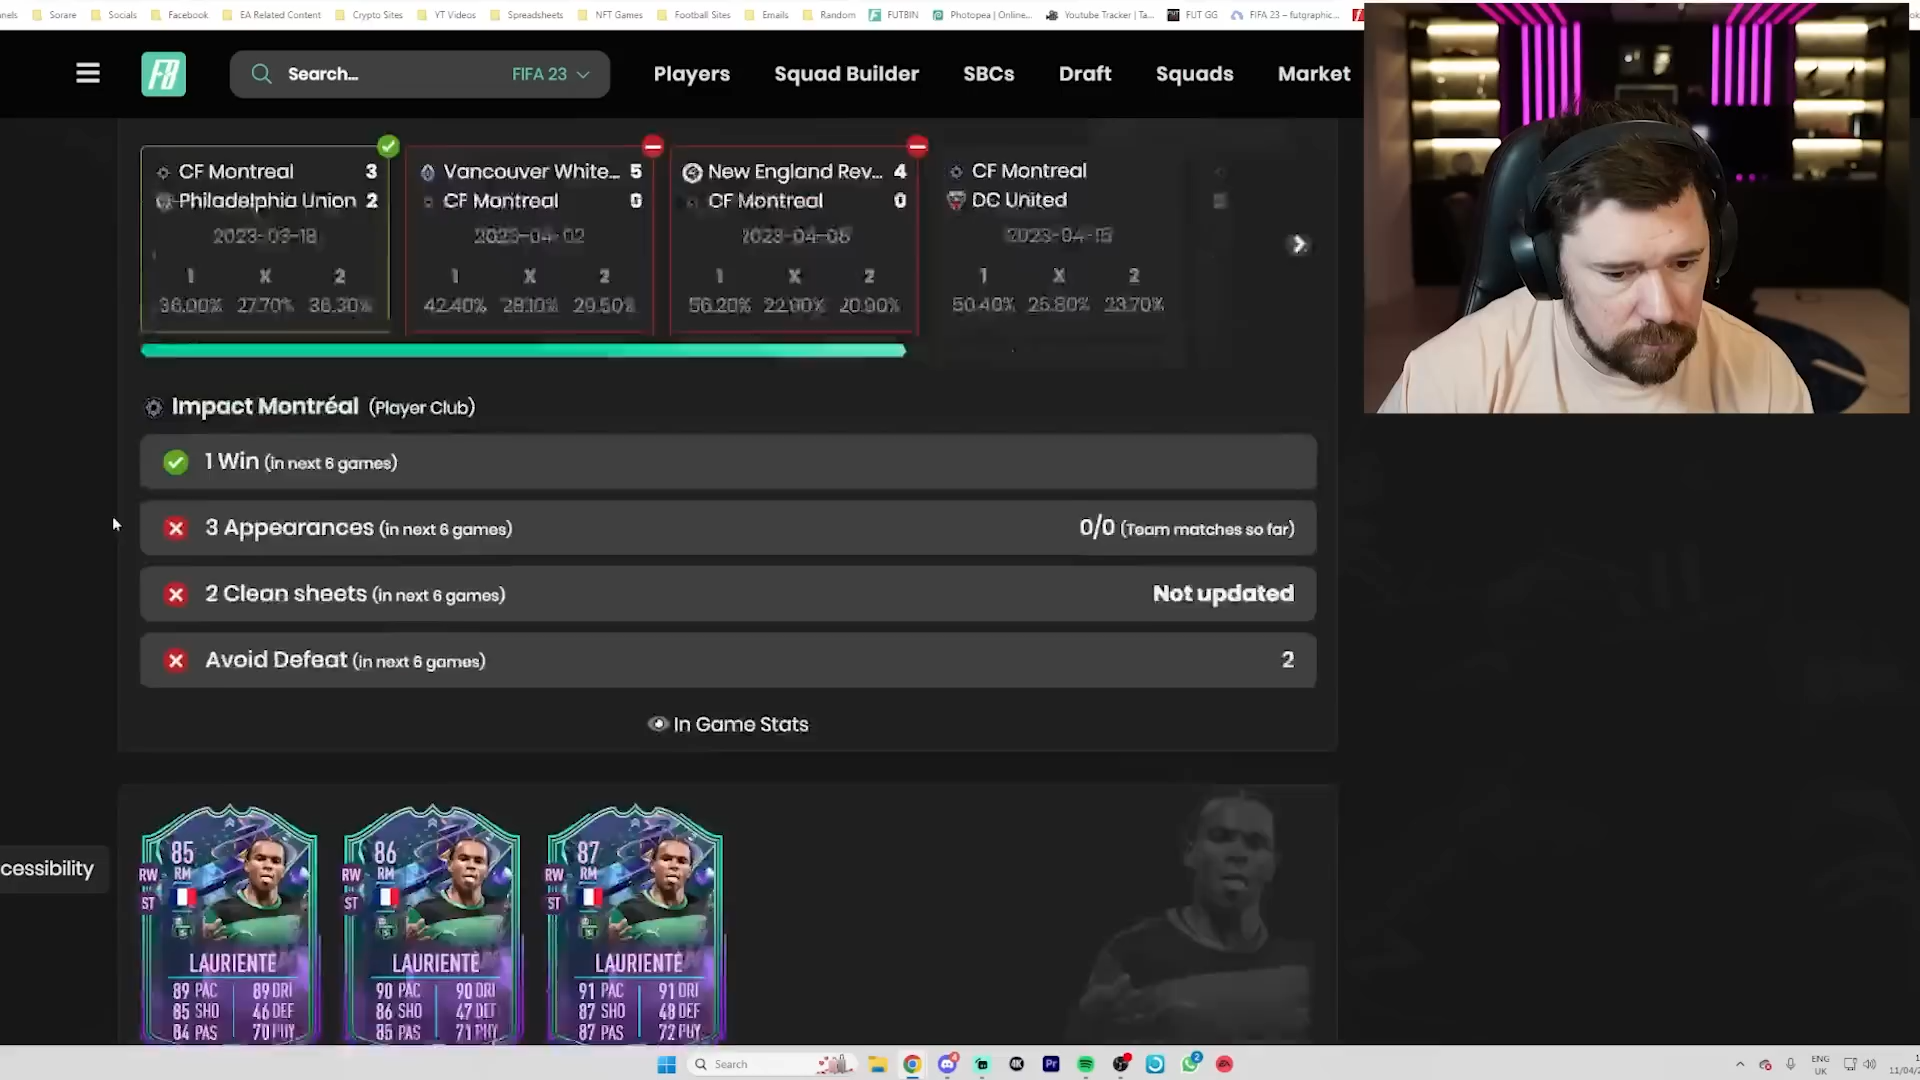 nels Sorare Socials Facebook EA Related Content Crypto Sites YT Videos Spreadsheets NFT Games Football Sites Emails Random FUTBIN Photopea | Online... Youtube Tracker | Ta... FUT GG FIFA 23 – futgraphic...
Search... FIFA 23 Players Squad Builder SBCs Draft Squads Market
CF Montreal 3 Vancouver White... 5 New England Rev... 4 CF Montreal
Philadelphia Union 2 CF Montreal 0 CF Montreal 0 DC United
2023-03-18 2023-04-02 2023-04-08 2023-04-15
1 X 2 1 X 2 1 X 2 1 X 2
36.00% 27.70% 36.30% 42.40% 28.10% 29.50% 56.20% 22.90% 20.90% 50.40% 25.80% 23.70%
Impact Montréal (Player Club)
1 Win (in next 6 games)
3 Appearances (in next 6 games) 0/0 (Team matches so far)
2 Clean sheets (in next 6 games) Not updated
Avoid Defeat (in next 6 games) 2
In Game Stats
cessibility
85 86 87
RW RM RW RM RW RM
ST ST ST
LAURIENTÉ LAURIENTÉ LAURIENTÉ
89 PAC 89 DRI 90 PAC 90 DRI 91 PAC 91 DRI
85 SHO 46 DEF 86 SHO 47 DEF 87 SHO 48 DEF
84 PAS 70 PHY 85 PAS 71 PHY 87 PAS 72 PHY
Search ENG
UK 11/04/2